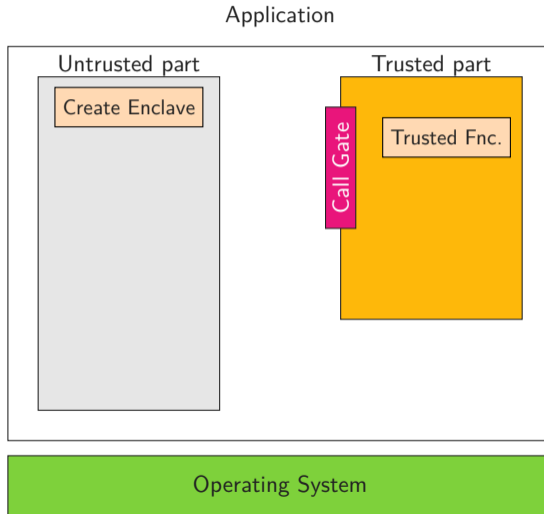 Application
Untrusted part
Trusted part
Create Enclave
Call Gate
Trusted Fnc.
Operating System